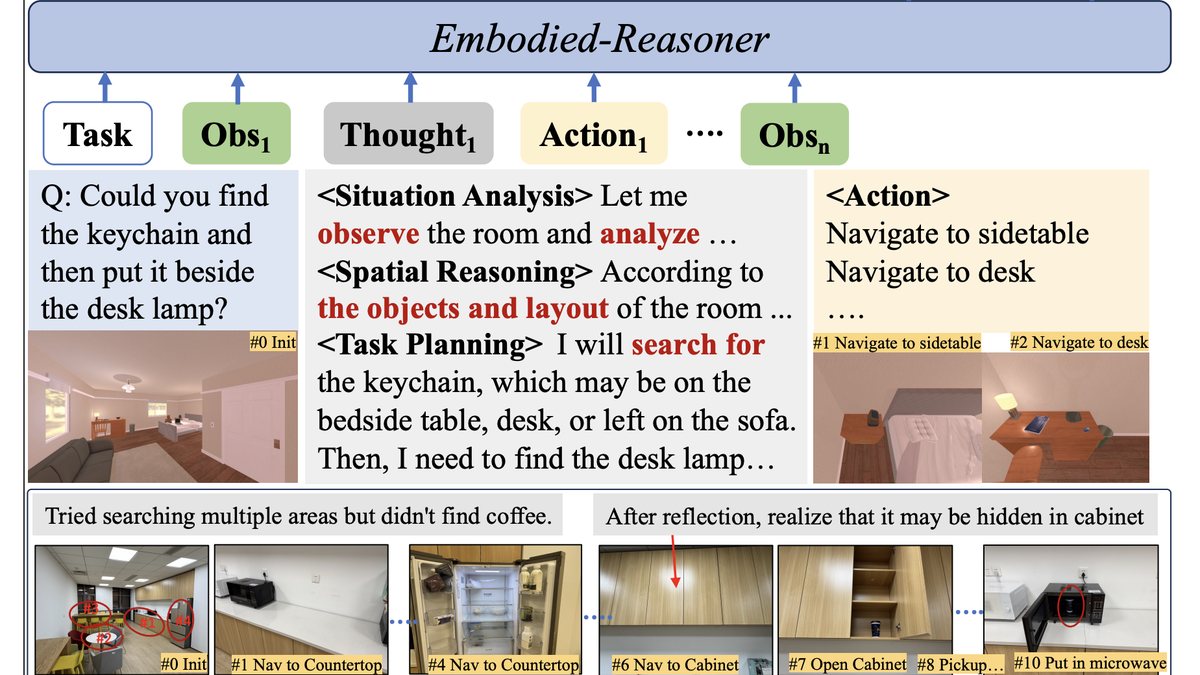 Embodied-Reasoner
Task
Obs1
Thought1
Action1
....
Obsn
Q: Could you find
the keychain and
then put it beside
the desk lamp?
#0 Init
<Situation Analysis> Let me
observe the room and analyze …
<Spatial Reasoning> According to
the objects and layout of the room ...
<Task Planning> I will search for
the keychain, which may be on the
bedside table, desk, or left on the sofa.
Then, I need to find the desk lamp…
<Action>
Navigate to sidetable
Navigate to desk
….
#1 Navigate to sidetable
#2 Navigate to desk
Tried searching multiple areas but didn't find coffee.
After reflection, realize that it may be hidden in cabinet
#3
#2
#1
#4
#0 Init
#1 Nav to Countertop
#4 Nav to Countertop
#6 Nav to Cabinet
#7 Open Cabinet
#8 Pickup…
#10 Put in microwave